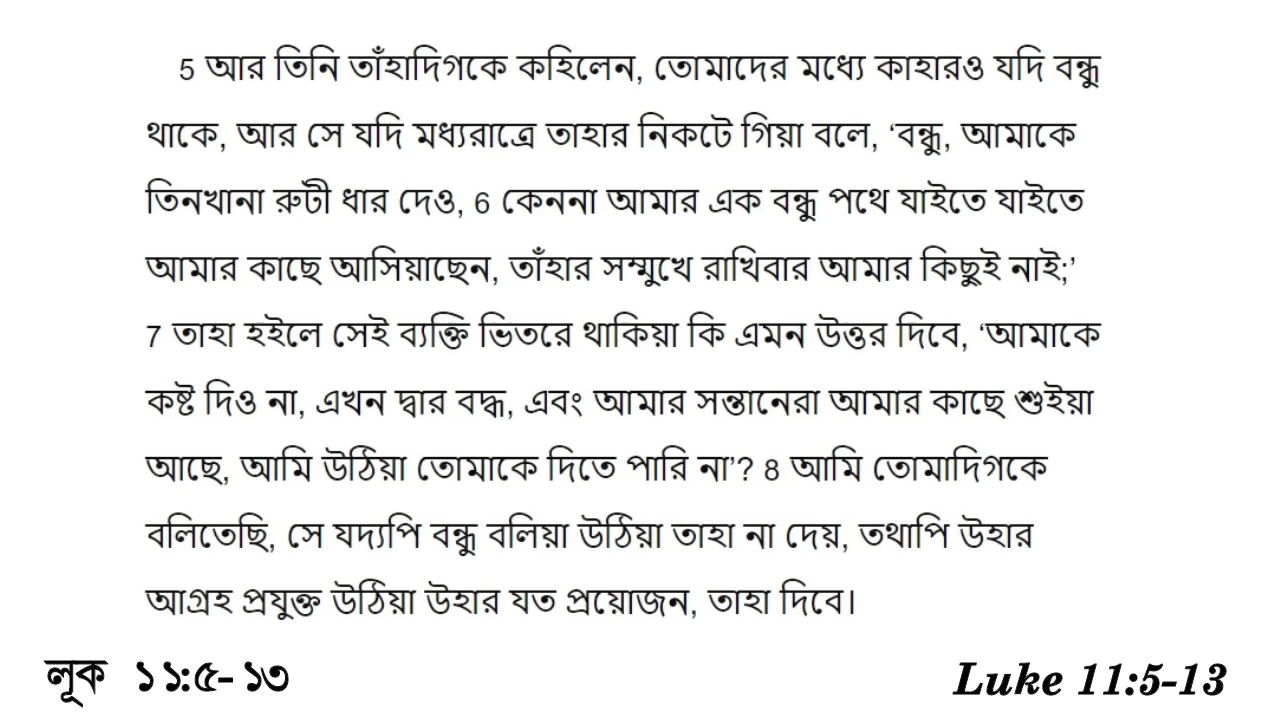 5 আর তিনি তাঁহাদিগকে কহিলেন, তোমাদের মধ্যে কাহারও যদি বন্ধু
থাকে, আর সে যদি মধ্যরাত্রে তাহার নিকটে গিয়া বলে, ‘বন্ধু, আমাকে
তিনখানা রুটী ধার দেও, 6 কেননা আমার এক বন্ধু পথে যাইতে যাইতে
আমার কাছে আসিয়াছেন, তাঁহার সম্মুখে রাখিবার আমার কিছুই নাই;’
7 তাহা হইলে সেই ব্যক্তি ভিতরে থাকিয়া কি এমন উত্তর দিবে, ‘আমাকে
কষ্ট দিও না, এখন দ্বার বদ্ধ, এবং আমার সন্তানেরা আমার কাছে শুইয়া
আছে, আমি উঠিয়া তোমাকে দিতে পারি না’? 8 আমি তোমাদিগকে
বলিতেছি, সে যদ্যপি বন্ধু বলিয়া উঠিয়া তাহা না দেয়, তথাপি উহার
আগ্রহ প্রযুক্ত উঠিয়া উহার যত প্রয়োজন, তাহা দিবে।
লূক ১১:৫-১৩
Luke 11:5-13